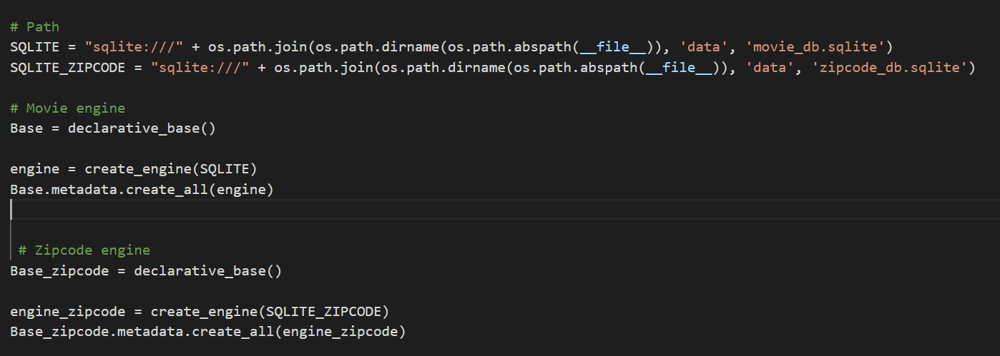 # Path
SQLITE = "sqlite:///" + os.path.join(os.path.dirname(os.path.abspath(__file__)), 'data', 'movie_db.sqlite')
SQLITE_ZIPCODE = "sqlite:///" + os.path.join(os.path.dirname(os.path.abspath(__file__)), 'data', 'zipcode_db.sqlite')
# Movie engine
Base = declarative_base()
engine = create_engine(SQLITE)
Base.metadata.create_all(engine)
# Zipcode engine
Base_zipcode = declarative_base()
engine_zipcode = create_engine(SQLITE_ZIPCODE)
Base_zipcode.metadata.create_all(engine_zipcode)